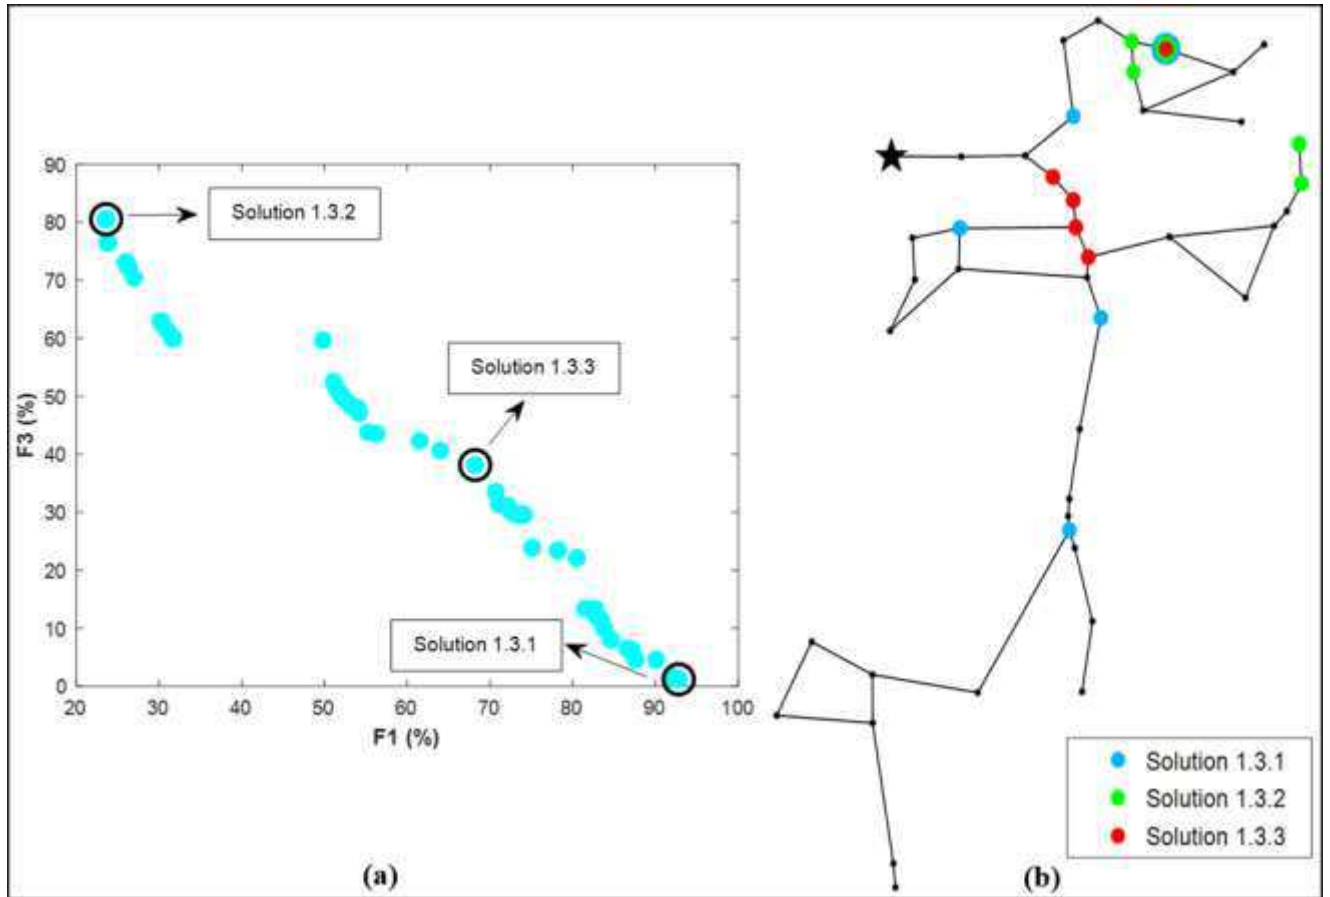 90
80
70
60
50
40
30
20
10
0
F3 (%)
20 30 40 50 60 70 80 90 100
F1 (%)
Solution 1.3.2
Solution 1.3.3
Solution 1.3.1
(a)
Solution 1.3.1
Solution 1.3.2
Solution 1.3.3
(b)